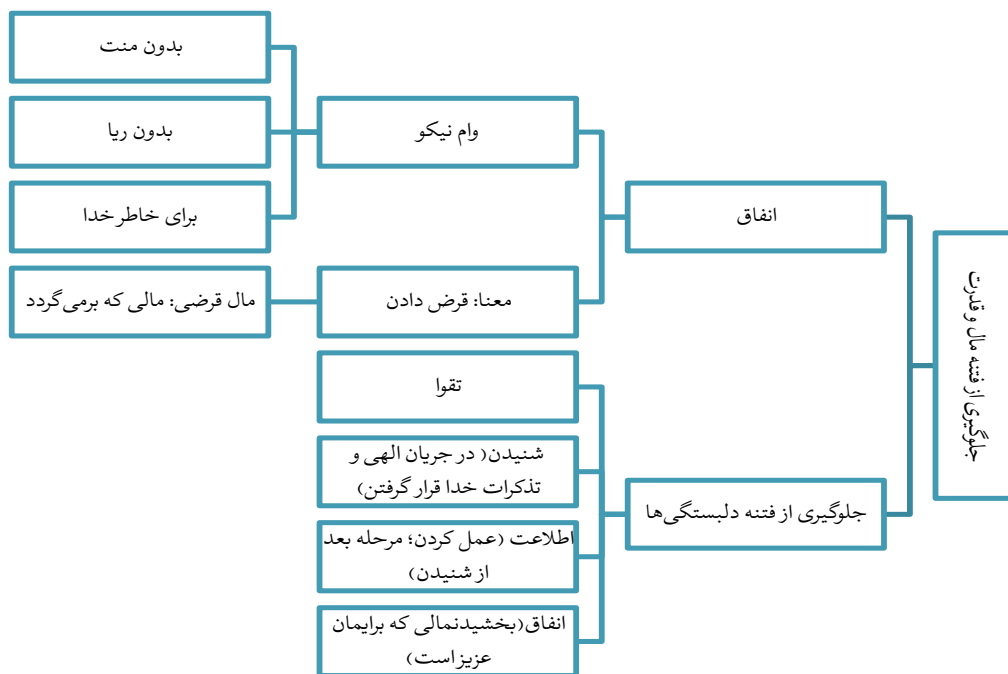 جلوگیری از فتنه مال و قدرت
انفاق
وام نیکو
بدون منت
بدون ریا
برای خاطر خدا
معنا: قرض دادن
مال قرضی: مالی که برمی‌گردد
جلوگیری از فتنه دلبستگی‌ها
تقوا
شنیدن( در جریان الهی و
تذکرات خدا قرار گرفتن)
اطلاعت (عمل کردن؛ مرحله بعد
از شنیدن)
انفاق(بخشیدنمالی که برایمان
عزیز است)